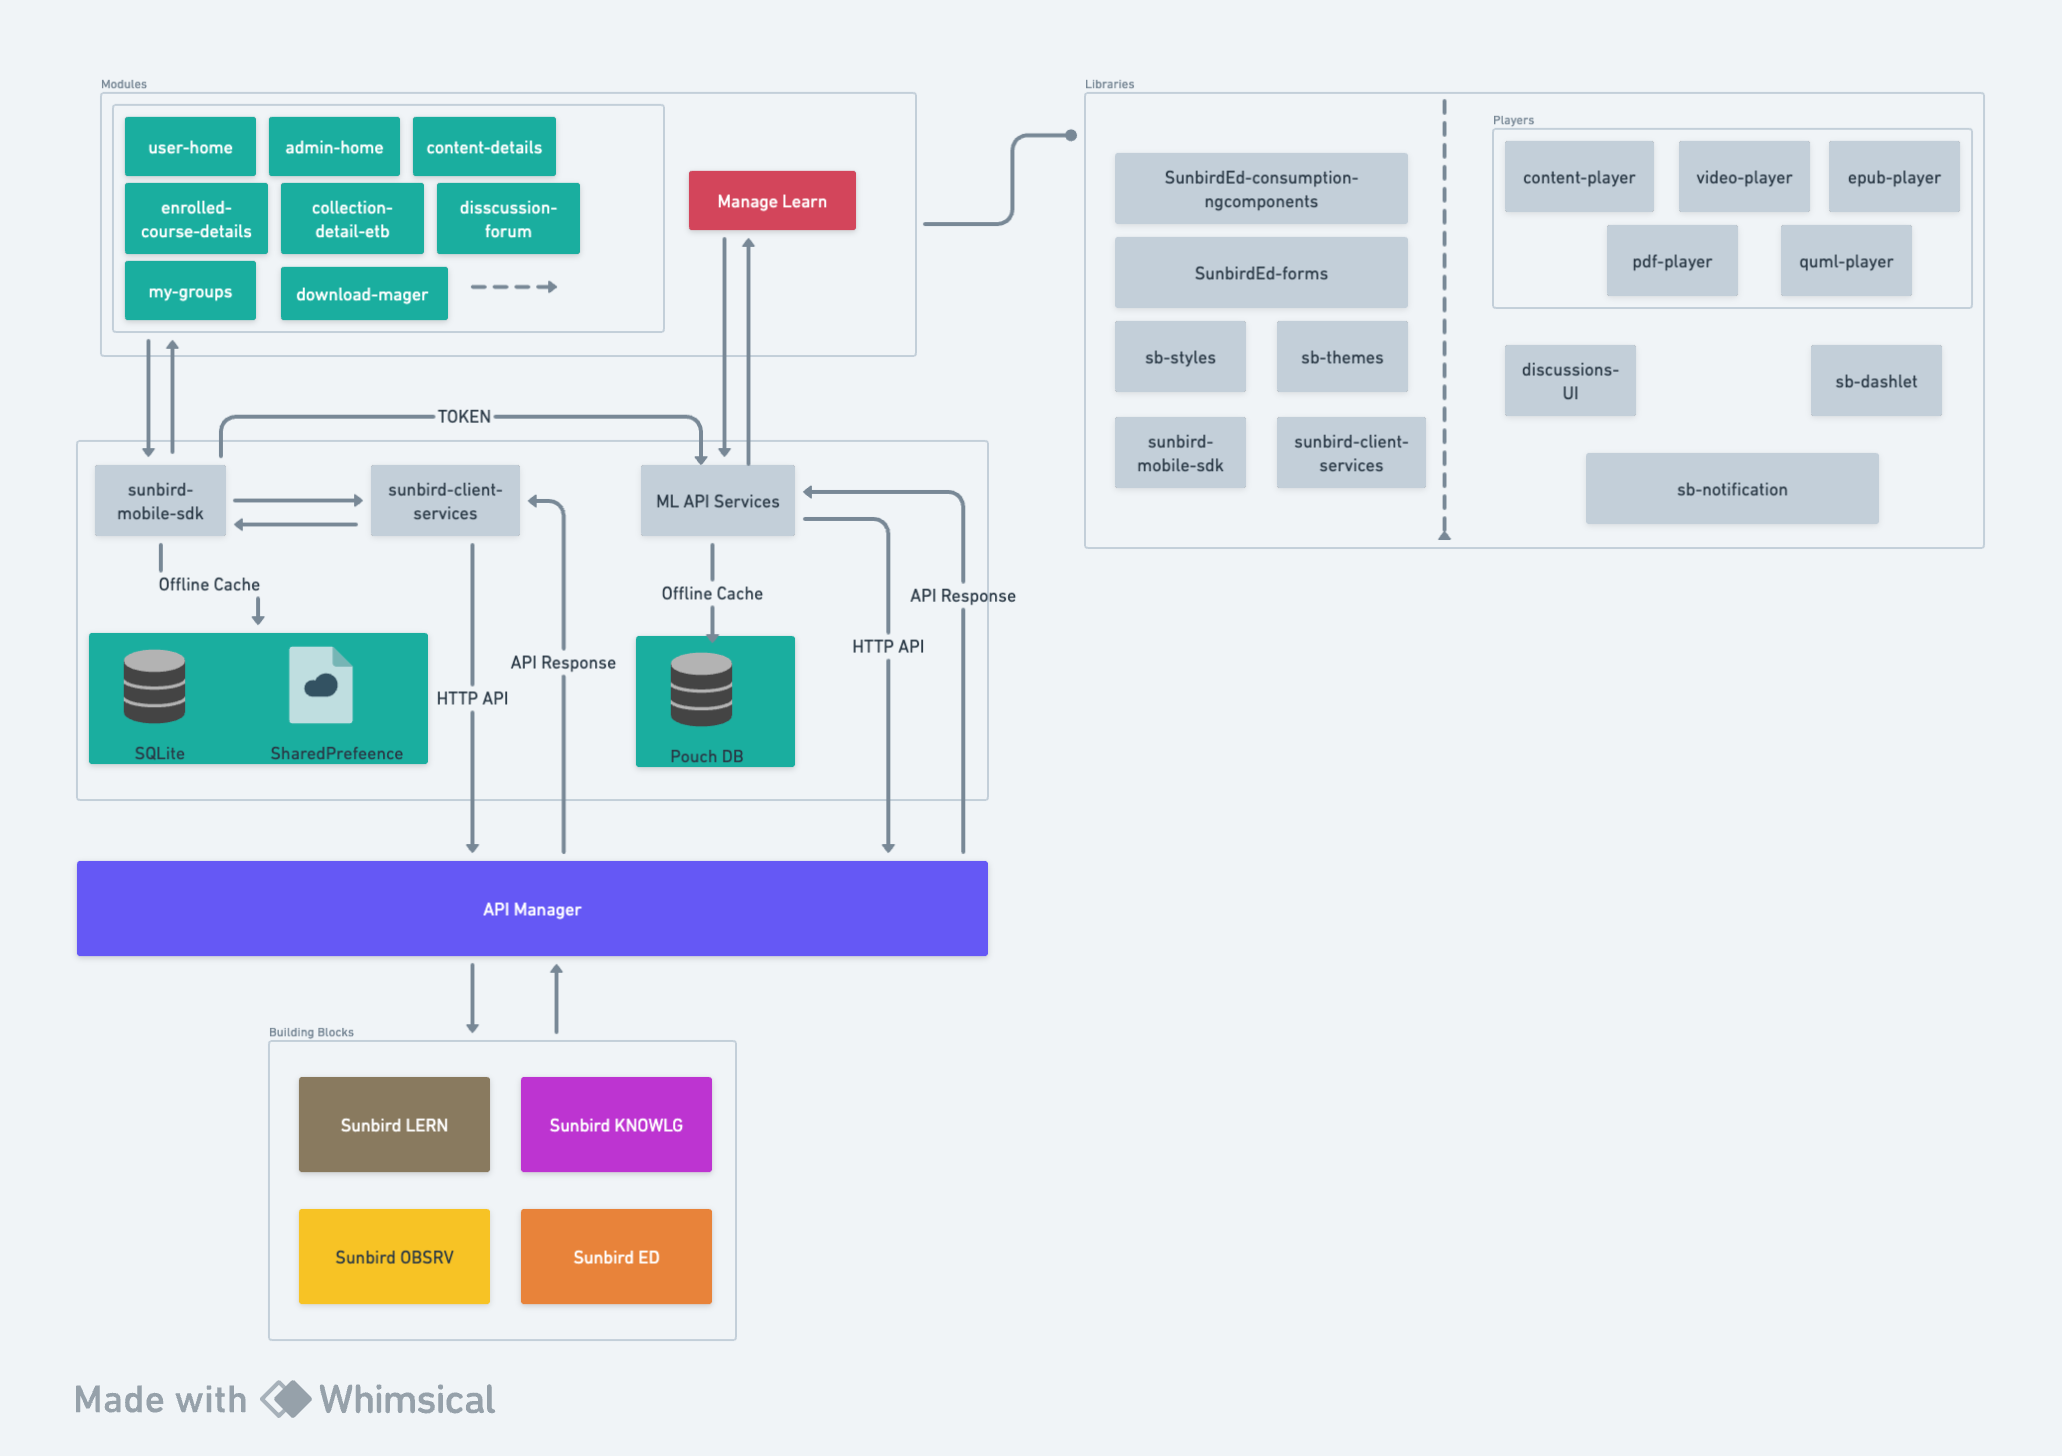 Modules
user-home
admin-home
content-details
enrolled-
course-details
collection-
detail-etb
disscussion-
forum
my-groups
download-mager
Manage Learn
Libraries
SunbirdEd-consumption-
ngcomponents
SunbirdEd-forms
sb-styles
sb-themes
sunbird-
mobile-sdk
sunbird-client-
services
Players
content-player
video-player
epub-player
pdf-player
quml-player
discussions-
UI
sb-dashlet
sb-notification
TOKEN
sunbird-
mobile-sdk
sunbird-client-
services
ML API Services
Offline Cache
Offline Cache
API Response
HTTP API
API Response
HTTP API
SQLite
SharedPrefeence
Pouch DB
API Manager
Building Blocks
Sunbird LERN
Sunbird KNOWLG
Sunbird OBSRV
Sunbird ED
Made with Whimsical